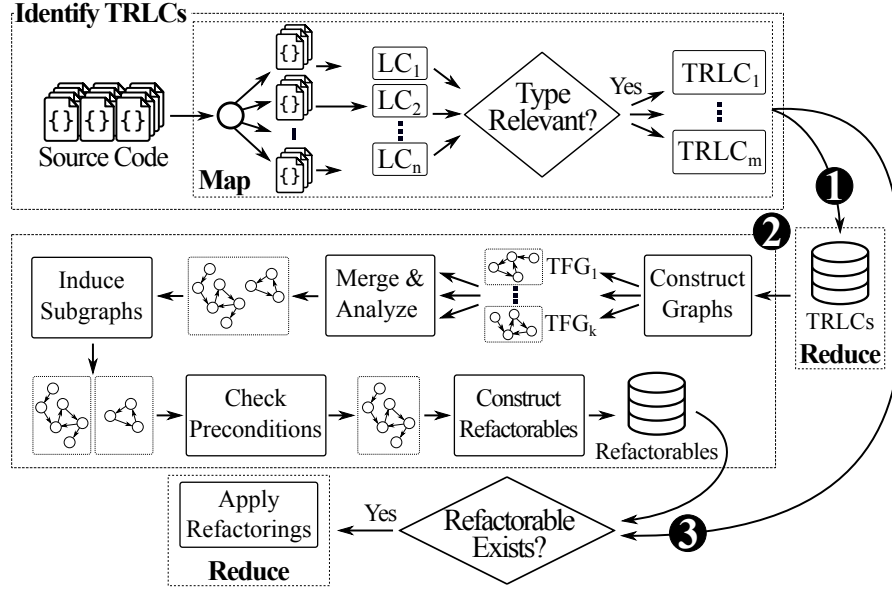 Identify TRLCs
{} {} {}
Source Code
{}
{}
{}
Map
LC1
LC2
LCn
Type
Relevant?
Yes
TRLC1
TRLCm
1
2
TRLCs
Reduce
Construct
Graphs
TFG1
TFGk
Merge &
Analyze
Induce
Subgraphs
Check
Preconditions
Construct
Refactorables
Refactorables
3
Refactorable
Exists?
Yes
Apply
Refactorings
Reduce